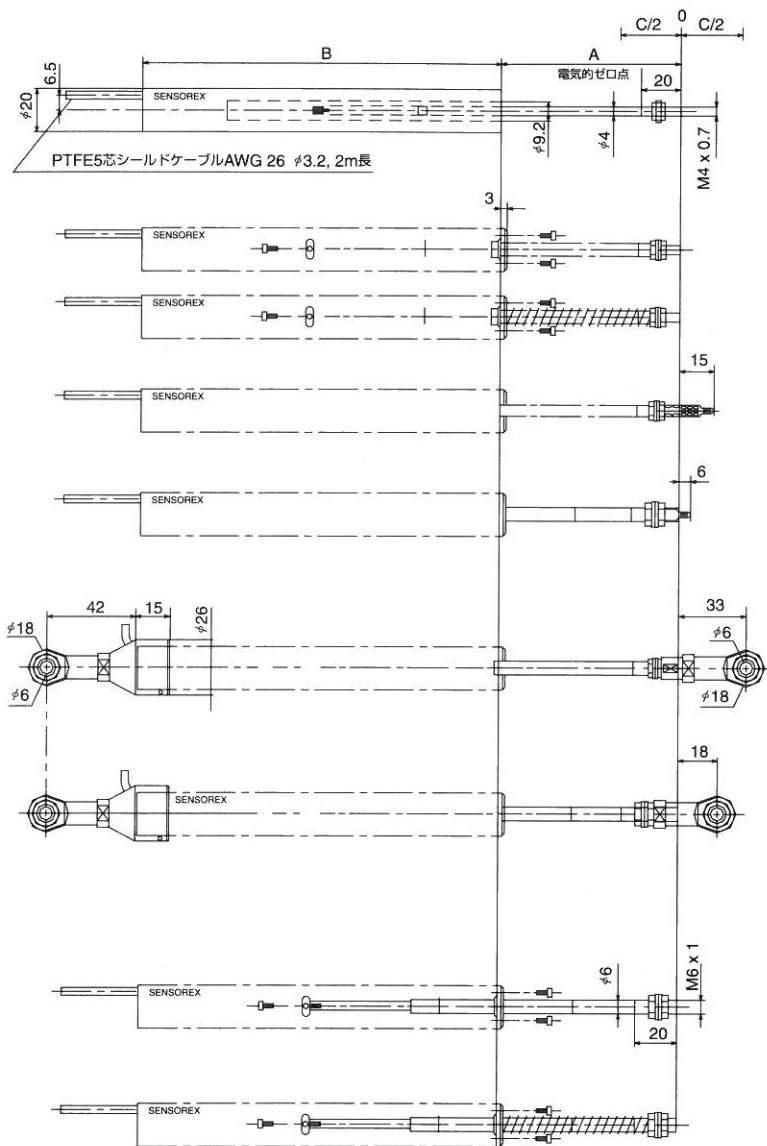 0
C/2
C/2
B
A
電気的ゼロ点
20
6.5
φ20
SENSOREX
φ9.2
φ4
M4 x 0.7
PTFE5芯シールドケーブルAWG 26 φ3.2, 2m長
3
SENSOREX
SENSOREX
15
SENSOREX
6
SENSOREX
42
15
φ26
33
φ18
φ6
φ6
φ18
18
SENSOREX
φ6
M6 x 1
SENSOREX
20
SENSOREX